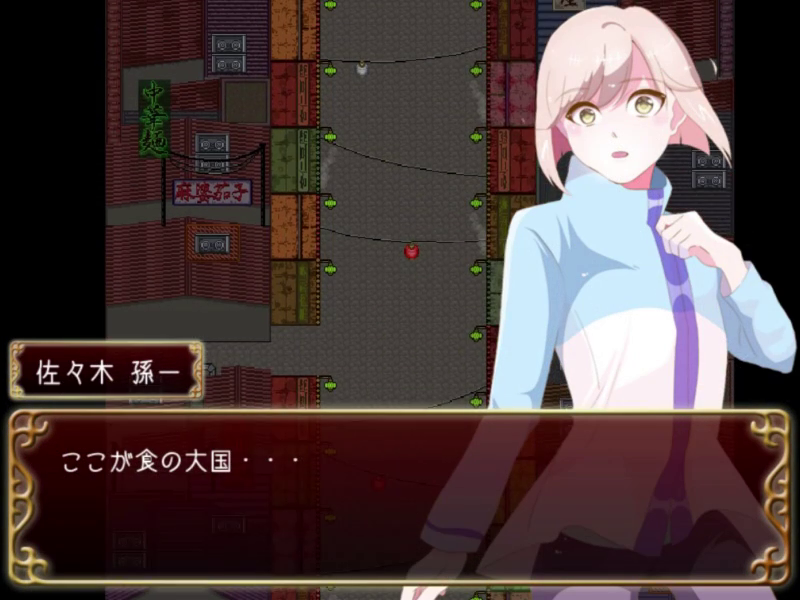 中華麺
麻婆茄子
佐々木 孫一
ここが食の大国・・・